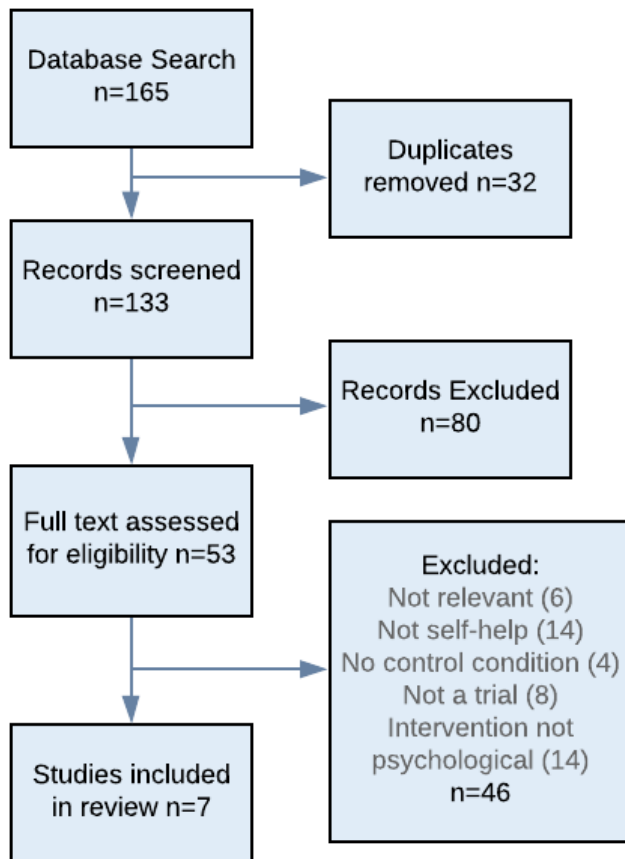 Database Search
n=165
Duplicates
removed n=32
Records screened
n=133
Records Excluded
n=80
Full text assessed
for eligibility n=53
Excluded:
Not relevant (6)
Not self-help (14)
No control condition (4)
Not a trial (8)
Intervention not
psychological (14)
n=46
Studies included
in review n=7